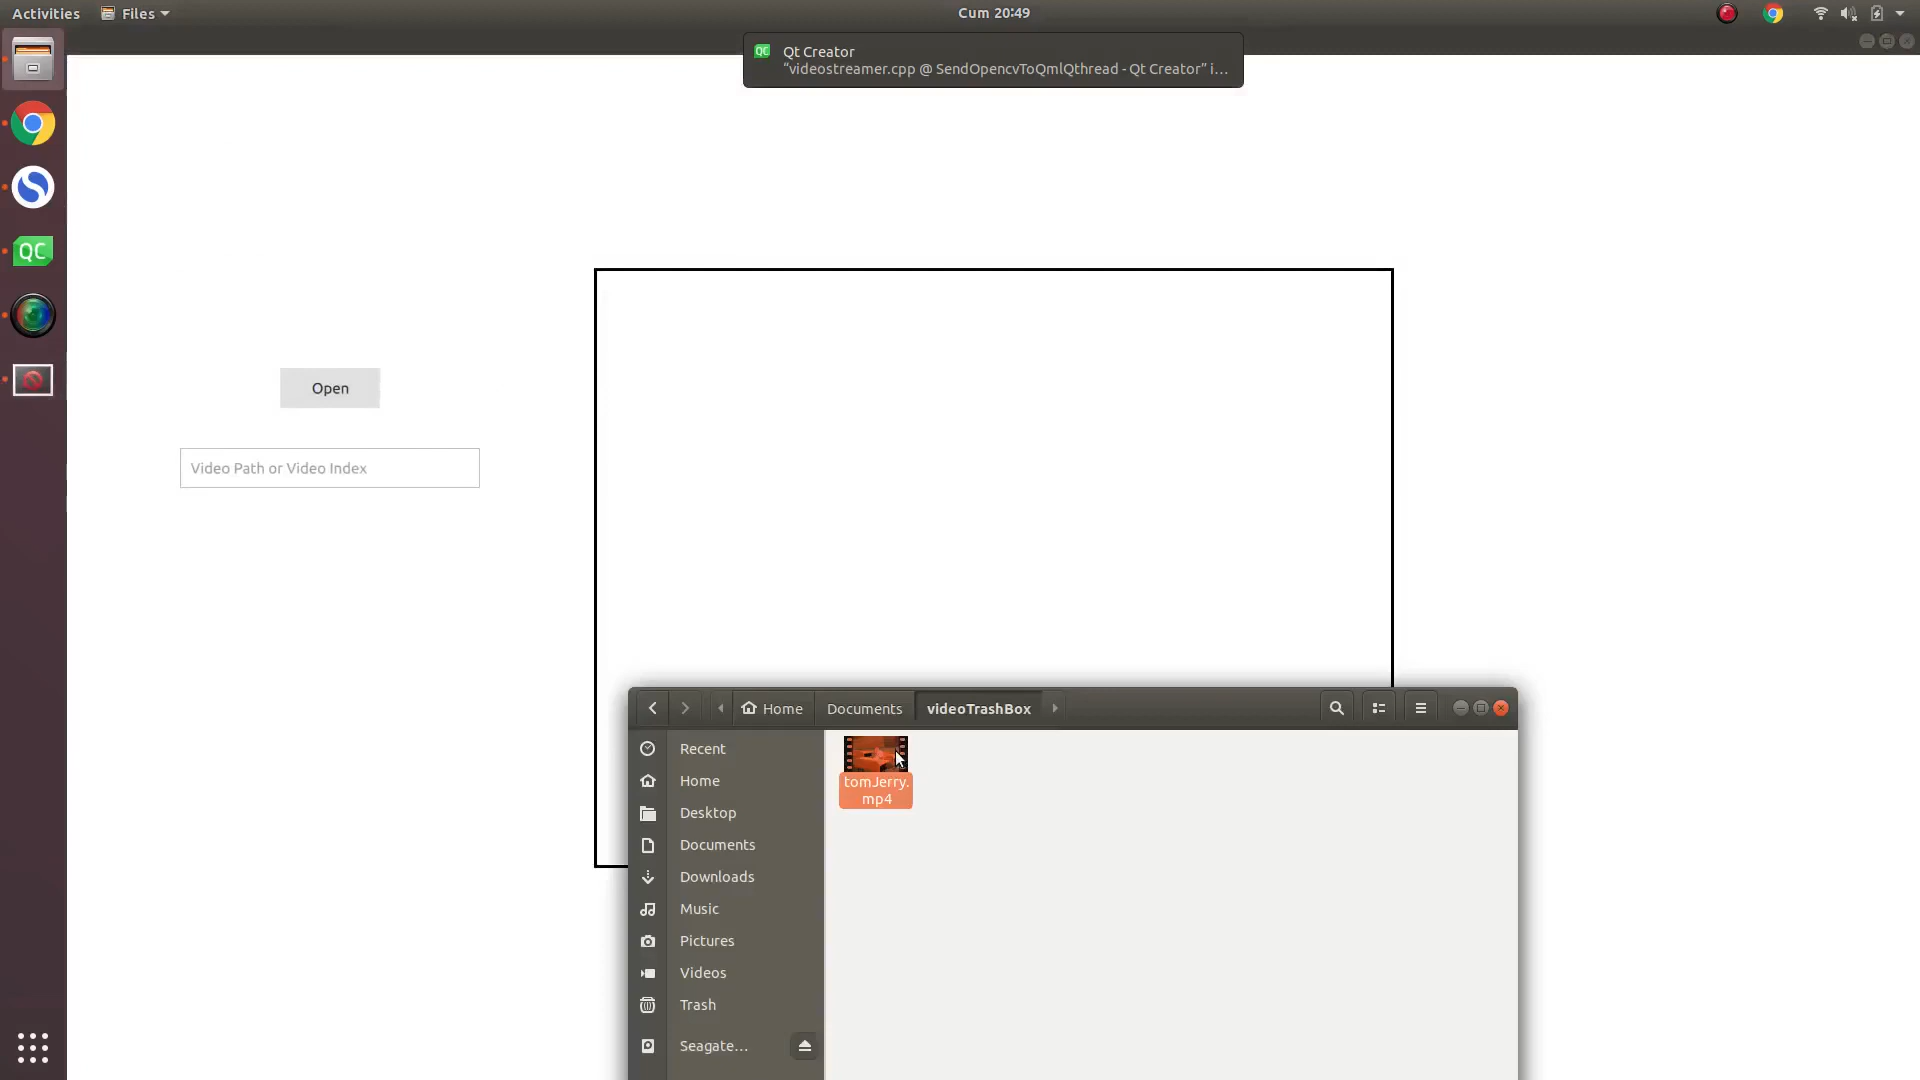 Activities
Files
Cum 20:49
Qt Creator
"videostreamer.cpp @ SendOpencvToQmlQthread - Qt Creator" i…
QC
QC
Open
Video Path or Video Index
Home
Documents
videoTrashBox
Recent
Home
Desktop
Documents
Downloads
Music
Pictures
Videos
Trash
Seagate…
tomJerry.
mp4